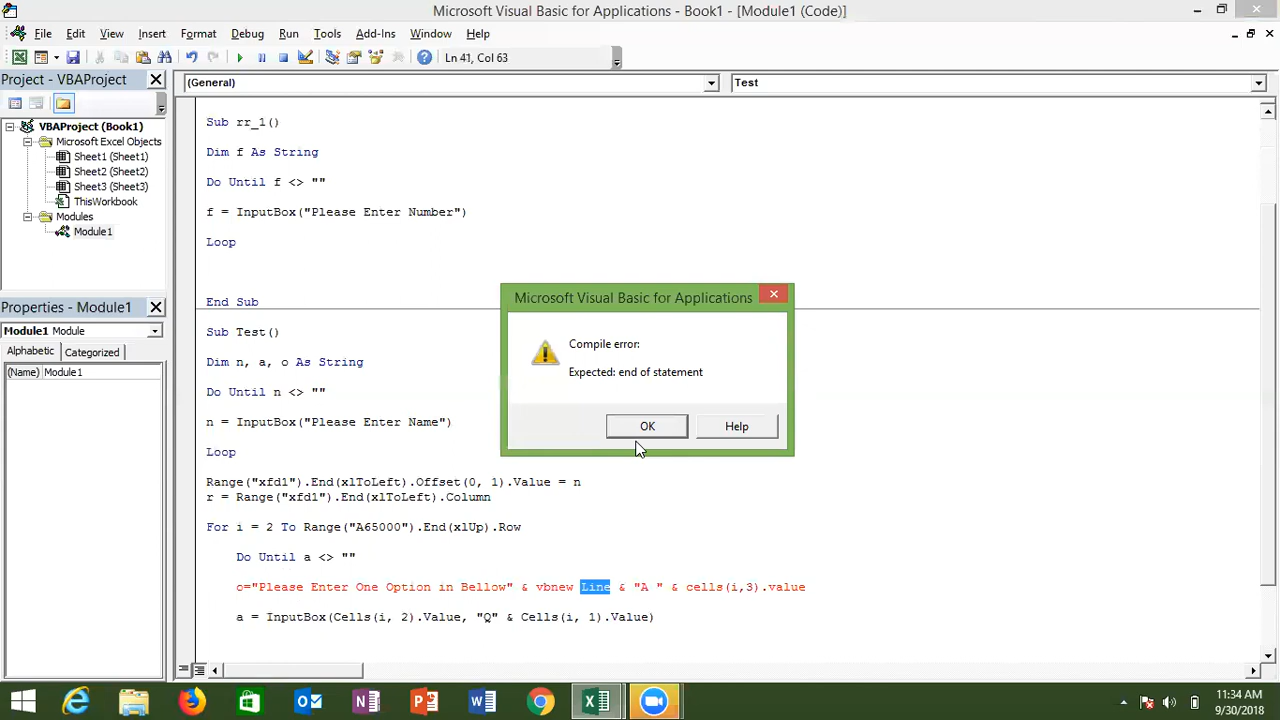 Microsoft Visual Basic for Applications - Book1 - [Module1 (Code)]
File Edit View Insert Format Debug Run Tools Add-Ins Window Help
Ln 41, Col 63
Project - VBAProject
(General)
Test
VBAProject (Book1)
Microsoft Excel Objects
Sheet1 (Sheet1)
Sheet2 (Sheet2)
Sheet3 (Sheet3)
ThisWorkbook
Modules
Module1
Properties - Module1
Module1 Module
Alphabetic Categorized
(Name) Module1
Sub rr_1()
Dim f As String
Do Until f <> ""
f = InputBox("Please Enter Number")
Loop
End Sub
Sub Test()
Dim n, a, o As String
Do Until n <> ""
n = InputBox("Please Enter Name")
Loop
Range("xfd1").End(xlToLeft).Offset(0, 1).Value = n
r = Range("xfd1").End(xlToLeft).Column
For i = 2 To Range("A65000").End(xlUp).Row
Do Until a <> ""
o="Please Enter One Option in Bellow" & vbnew Line & "A " & cells(i,3).value
a = InputBox(Cells(i, 2).Value, "Q" & Cells(i, 1).Value)
Microsoft Visual Basic for Applications
Compile error:
Expected: end of statement
OK
Help
11:34 AM
9/30/2018